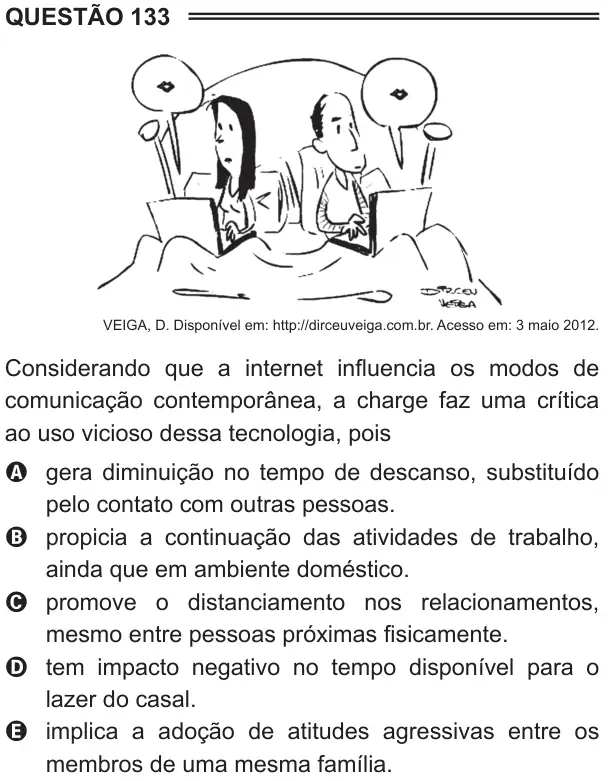 QUESTÃO 133
DIRCEU
VEIGA
VEIGA, D. Disponível em: http://dirceuveiga.com.br. Acesso em: 3 maio 2012.
Considerando que a internet influencia os modos de
comunicação contemporânea, a charge faz uma crítica
ao uso vicioso dessa tecnologia, pois
A gera diminuição no tempo de descanso, substituído
pelo contato com outras pessoas.
B propicia a continuação das atividades de trabalho,
ainda que em ambiente doméstico.
C promove o distanciamento nos relacionamentos,
mesmo entre pessoas próximas fisicamente.
D tem impacto negativo no tempo disponível para o
lazer do casal.
E implica a adoção de atitudes agressivas entre os
membros de uma mesma família.